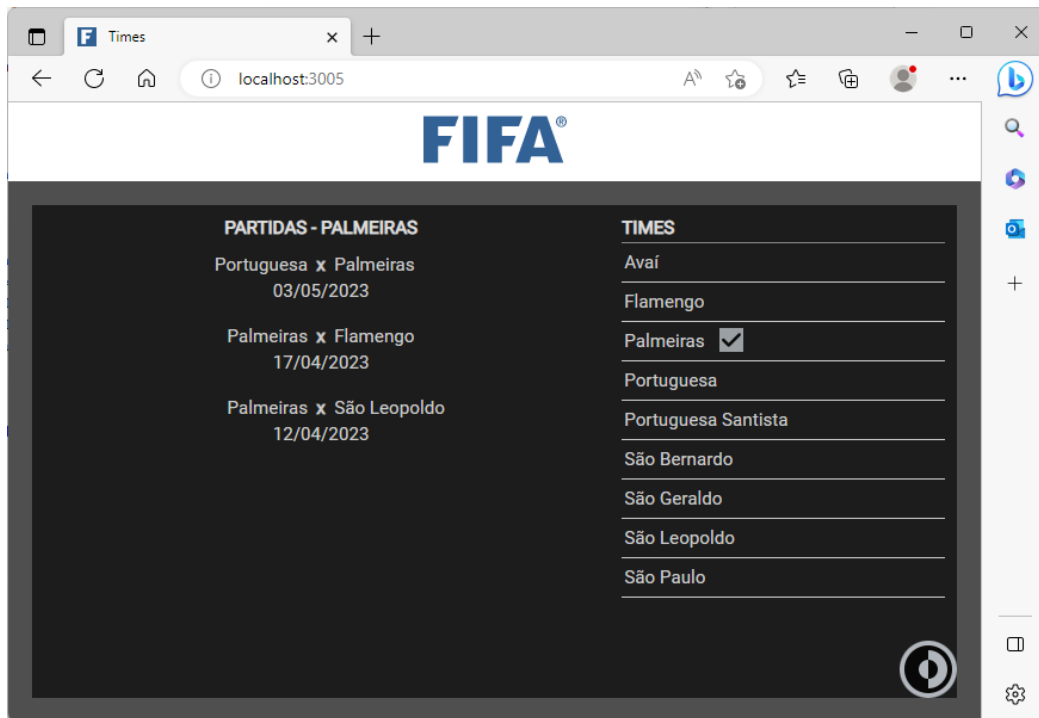 Times
localhost:3005
FIFA®
PARTIDAS - PALMEIRAS
Portuguesa x Palmeiras
03/05/2023
Palmeiras x Flamengo
17/04/2023
Palmeiras x São Leopoldo
12/04/2023
TIMES
Avaí
Flamengo
Palmeiras
Portuguesa
Portuguesa Santista
São Bernardo
São Geraldo
São Leopoldo
São Paulo